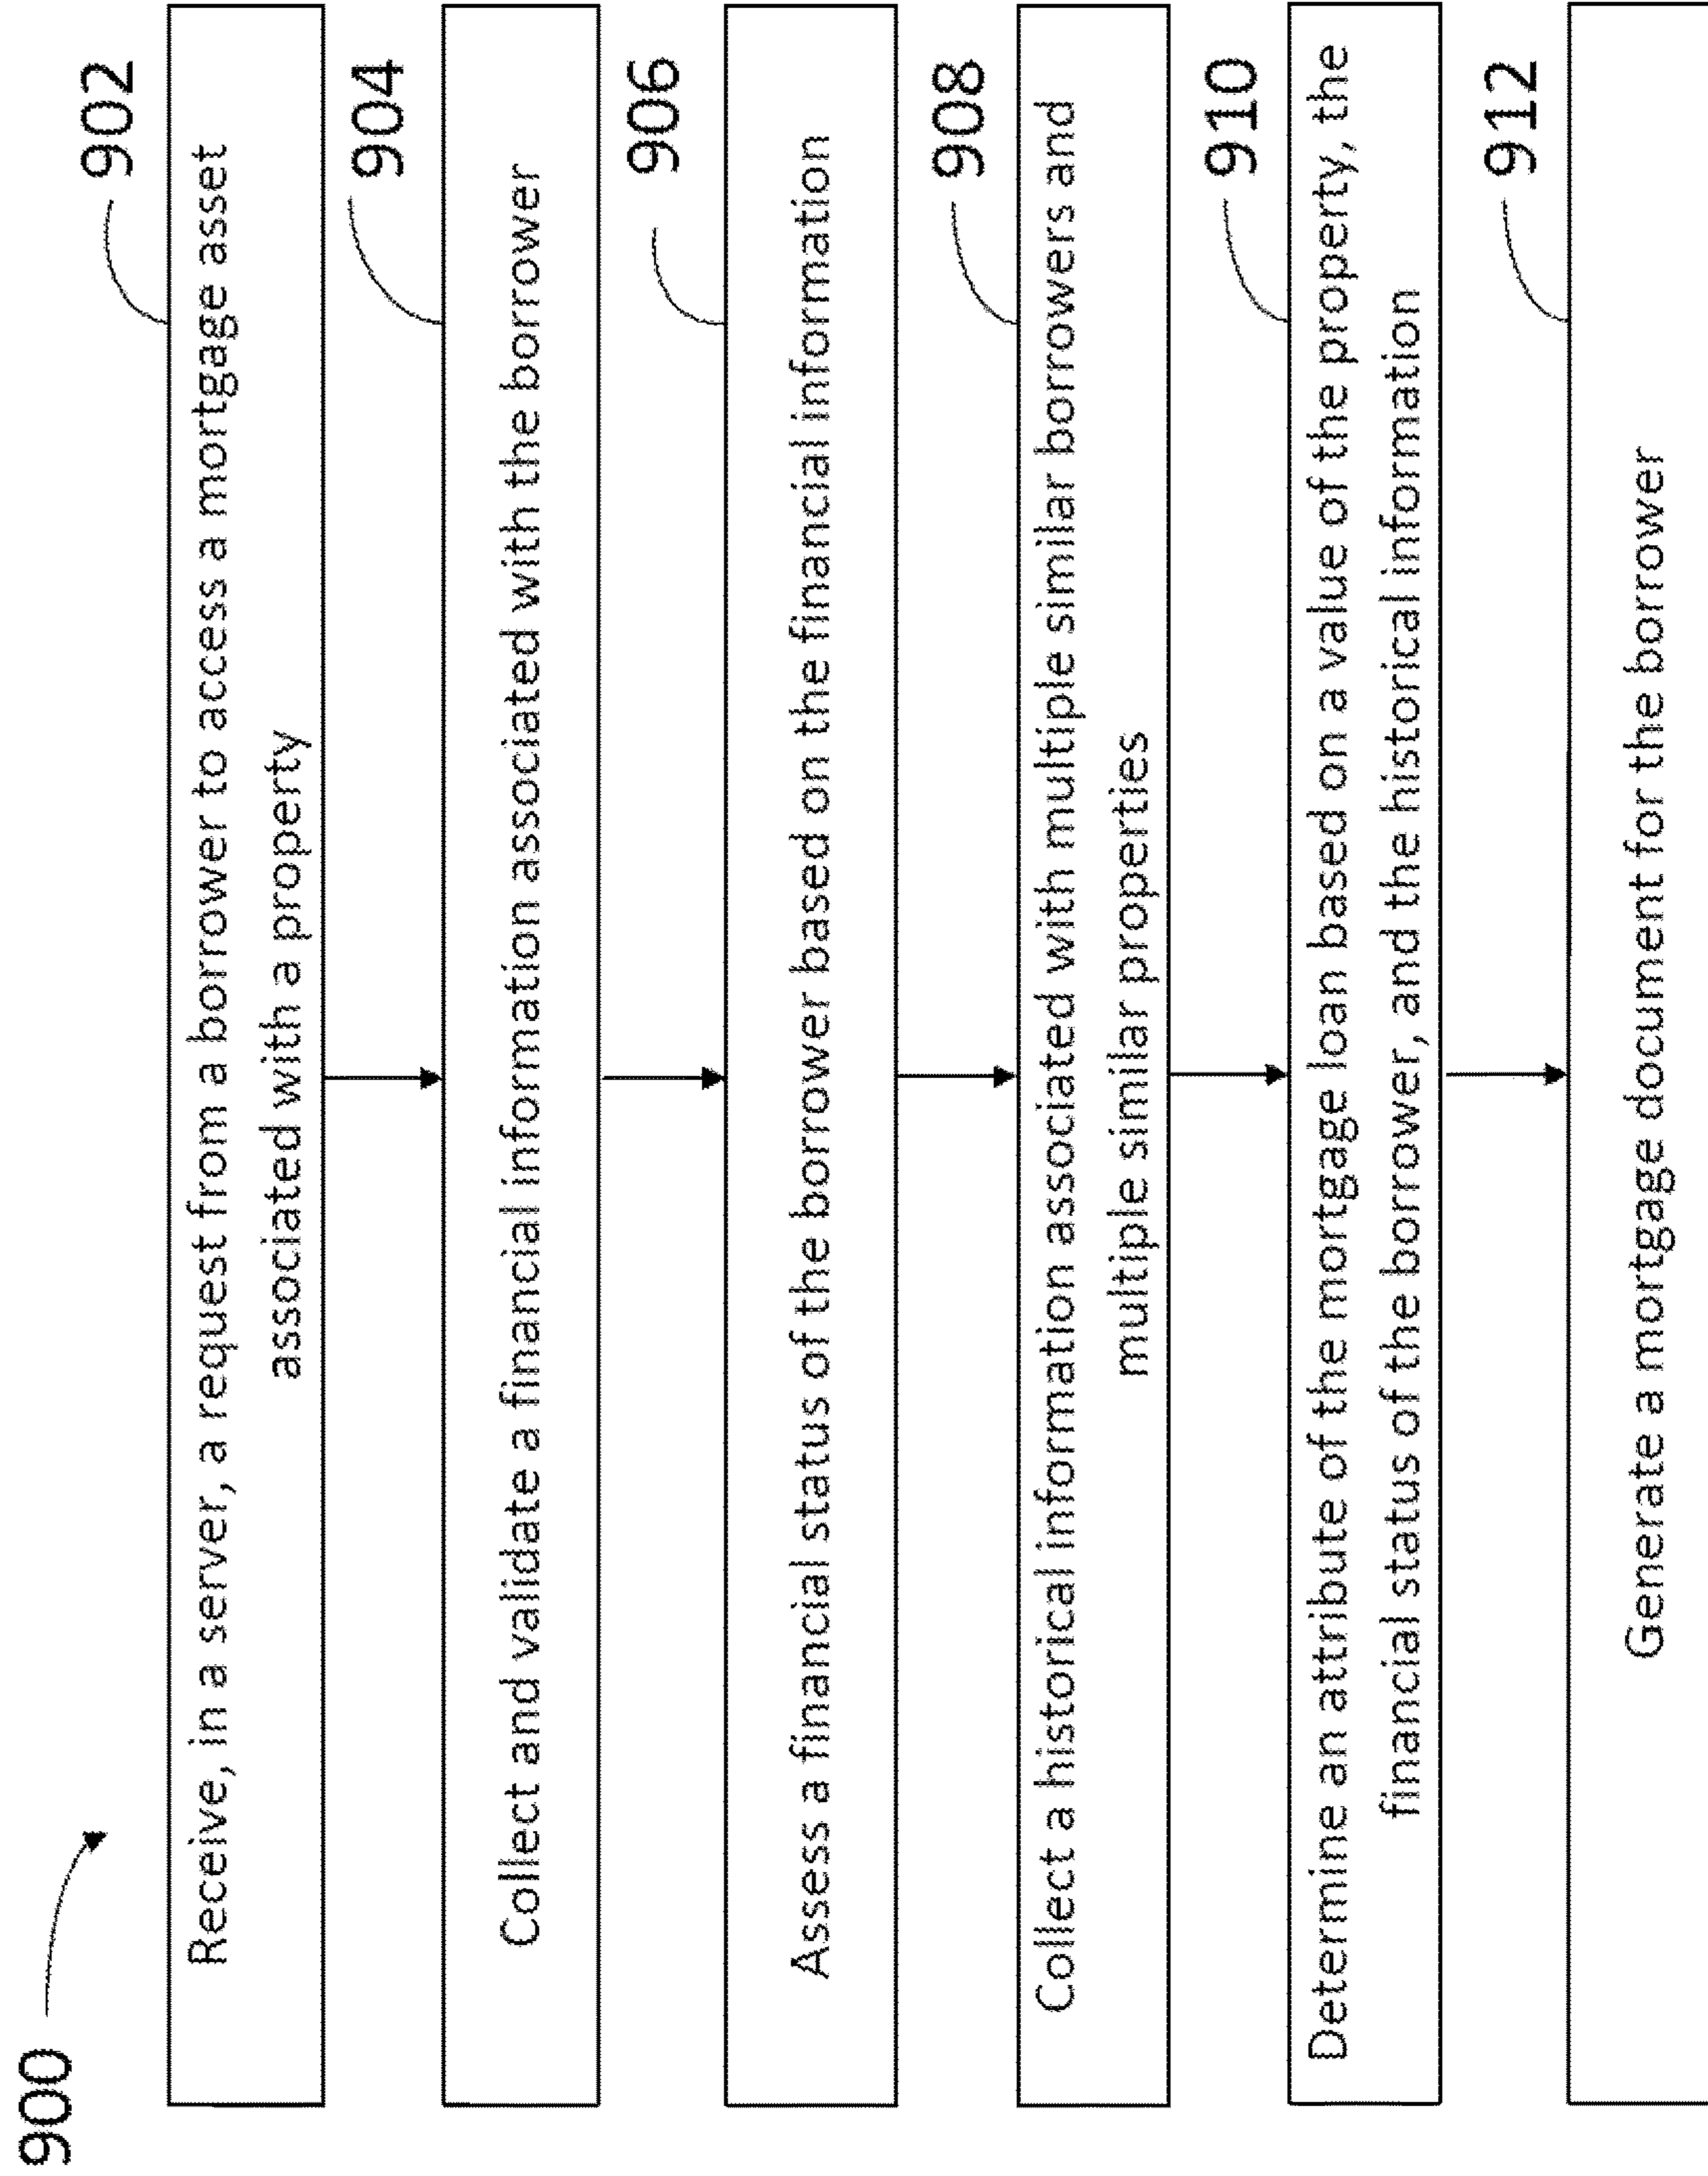 900
902
Receive, in a server, a request from a borrower to access a mortgage asset
associated with a property
904
Collect and validate a financial information associated with the borrower
906
Assess a financial status of the borrower based on the financial information
908
Collect a historical information associated with multiple similar borrowers and
multiple similar properties
910
Determine an attribute of the mortgage loan based on a value of the property, the
financial status of the borrower, and the historical information
912
Generate a mortgage document for the borrower